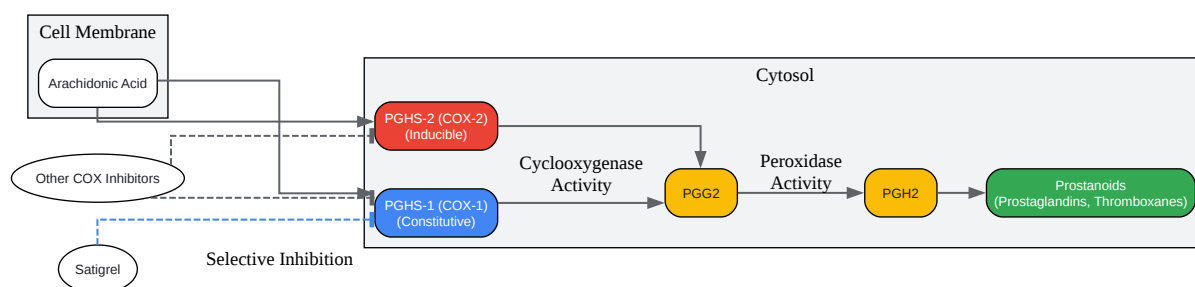 Cell Membrane
Arachidonic Acid
Cytosol
PGHS-2 (COX-2)
(Inducible)
Other COX Inhibitors
Cyclooxygenase
Activity
Peroxidase
Activity
PGG2
PGH2
Prostanoids
(Prostaglandins, Thromboxanes)
PGHS-1 (COX-1)
(Constitutive)
Selective Inhibition
Satigrel